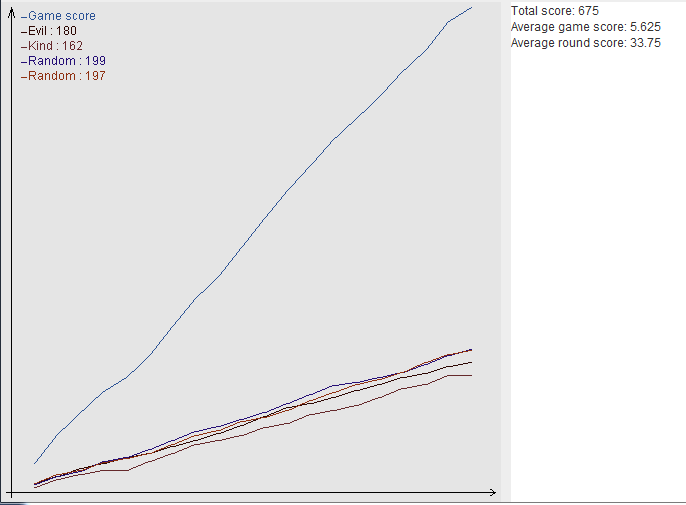 Game score
Evil : 180
Kind : 162
Random : 199
Random : 197
Total score: 675
Average game score: 5.625
Average round score: 33.75